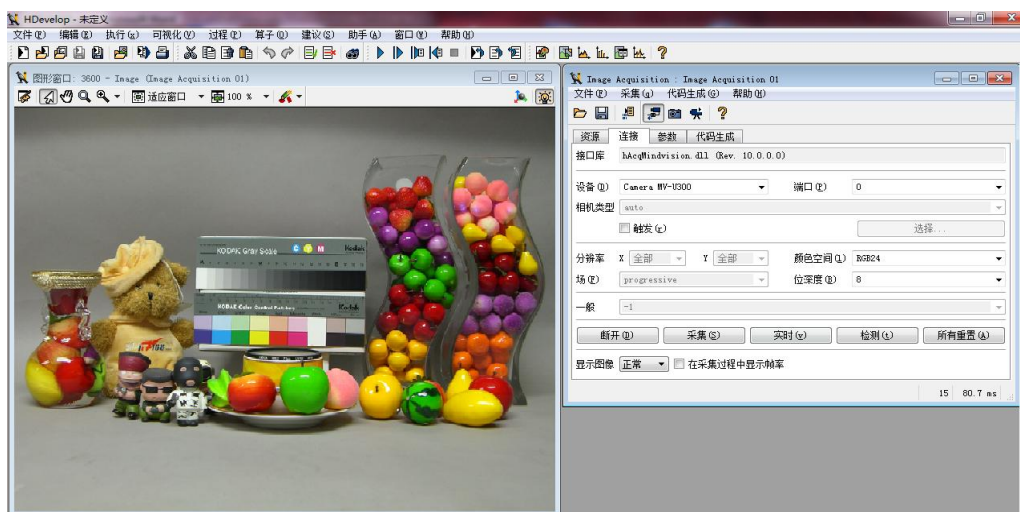 HDevelop - 未定义
文件(F) 编辑(E) 执行(x) 可视化(V) 过程(P) 算子(O) 建议(S) 助手(A) 窗口(W) 帮助(H)
图形窗口: 3600 - Image (Image Acquisition 01)
适应窗口 100 %
KODAK Gray Scale C Y M Kodak
KODAK Color Control Patches Kodak
Image Acquisition : Image Acquisition 01
文件(F) 采集(a) 代码生成(G) 帮助(H)
资源 连接 参数 代码生成
接口库 hAcqMindvision.dll (Rev. 10.0.0.0)
设备(D) Camera MV-U300 端口(P) 0
相机类型 auto
触发(r) 选择...
分辨率 X 全部 Y 全部 颜色空间(L) RGB24
场(F) progressive 位深度(B) 8
一般 -1
断开(D) 采集(S) 实时(v) 检测(t) 所有重置(A)
显示图像 正常 在采集过程中显示帧率
15 80.7 ms